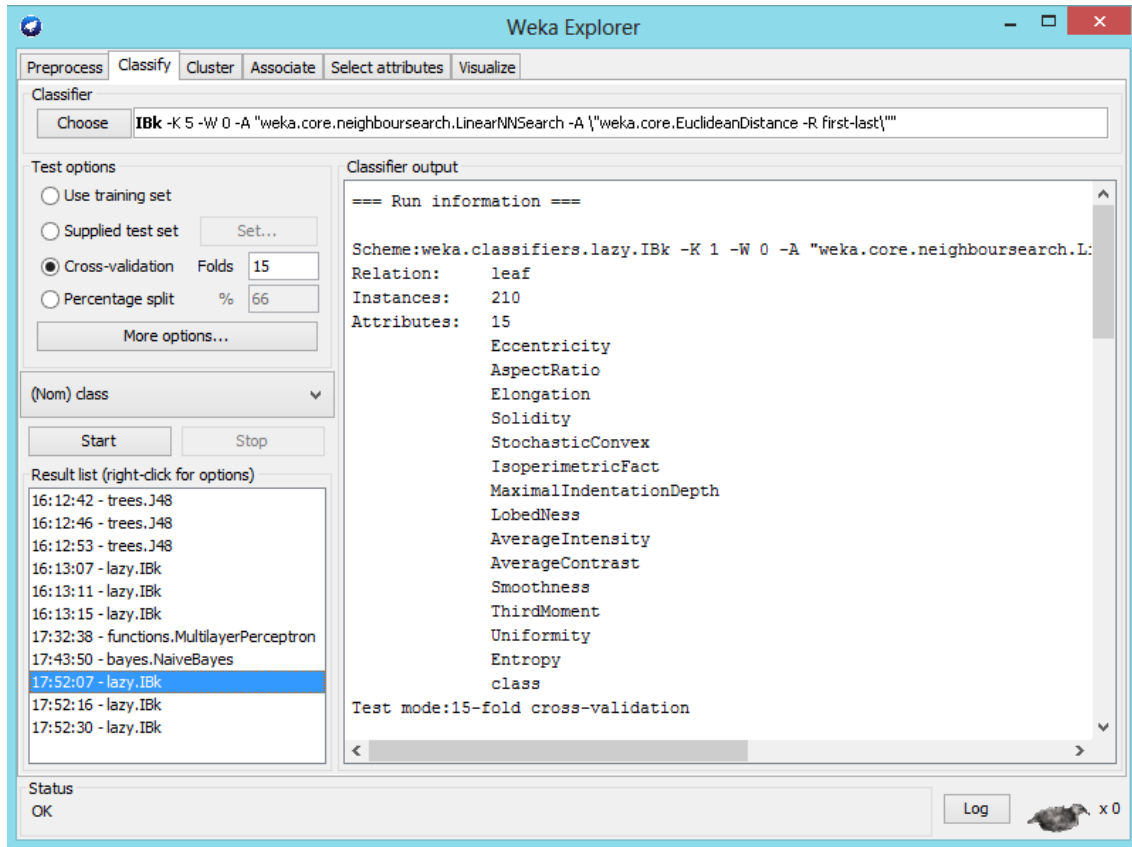 Weka Explorer
Preprocess Classify Cluster Associate Select attributes Visualize
Classifier
Choose IBk -K 5 -W 0 -A "weka.core.neighboursearch.LinearNNSearch -A \"weka.core.EuclideanDistance -R first-last\""
Test options
Use training set
Supplied test set Set...
Cross-validation Folds 15
Percentage split % 66
More options...
(Nom) class
Start Stop
Result list (right-click for options)
16:12:42 - trees.J48
16:12:46 - trees.J48
16:12:53 - trees.J48
16:13:07 - lazy.IBk
16:13:11 - lazy.IBk
16:13:15 - lazy.IBk
17:32:38 - functions.MultilayerPerceptron
17:43:50 - bayes.NaiveBayes
17:52:07 - lazy.IBk
17:52:16 - lazy.IBk
17:52:30 - lazy.IBk
Classifier output
=== Run information ===
Scheme:weka.classifiers.lazy.IBk -K 1 -W 0 -A "weka.core.neighboursearch.Li
Relation: leaf
Instances: 210
Attributes: 15
Eccentricity
AspectRatio
Elongation
Solidity
StochasticConvex
IsoperimetricFact
MaximalIndentationDepth
LobedNess
AverageIntensity
AverageContrast
Smoothness
ThirdMoment
Uniformity
Entropy
class
Test mode:15-fold cross-validation
Status
OK
Log x 0